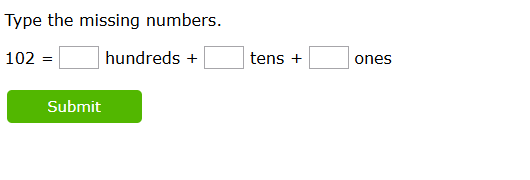 Type the missing numbers.
102 = hundreds + tens + ones
Submit